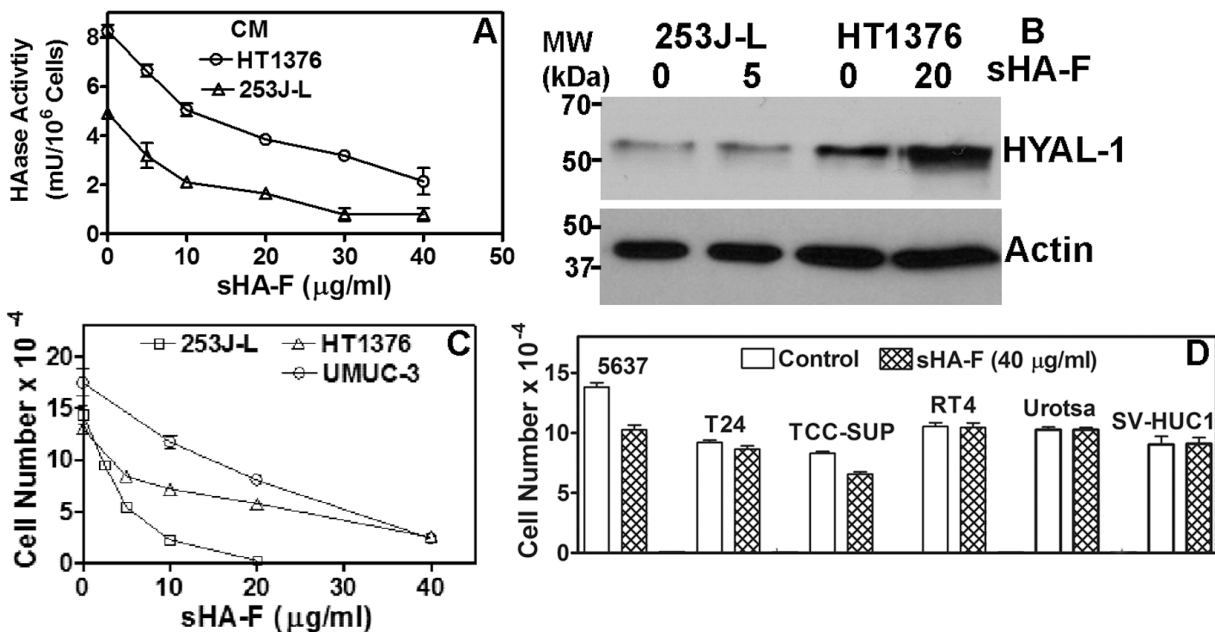 A
CM
HT1376
253J-L
HAase Activtiy
(mU/10⁶ Cells)
8
6
4
2
0
0 10 20 30 40 50
sHA-F (μg/ml)
B
253J-L HT1376
MW
(kDa)
0 5 0 20 sHA-F
70
50
HYAL-1
50
37
Actin
C
253J-L HT1376
UMUC-3
Cell Number x 10⁻⁴
20
15
10
5
0
0 10 20 30 40
sHA-F (μg/ml)
D
Control sHA-F (40 μg/ml)
Cell Number x 10⁻⁴
15
10
5
0
5637
T24
TCC-SUP
RT4
Urotsa
SV-HUC1